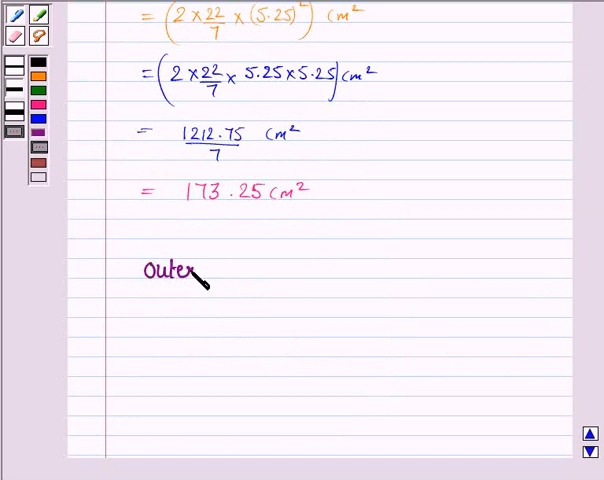 = (2 × 22/7 × (5.25)²) cm²
= (2 × 22/7 × 5.25 × 5.25) cm²
= 1212.75/7 cm²
= 173.25 cm²
Outer